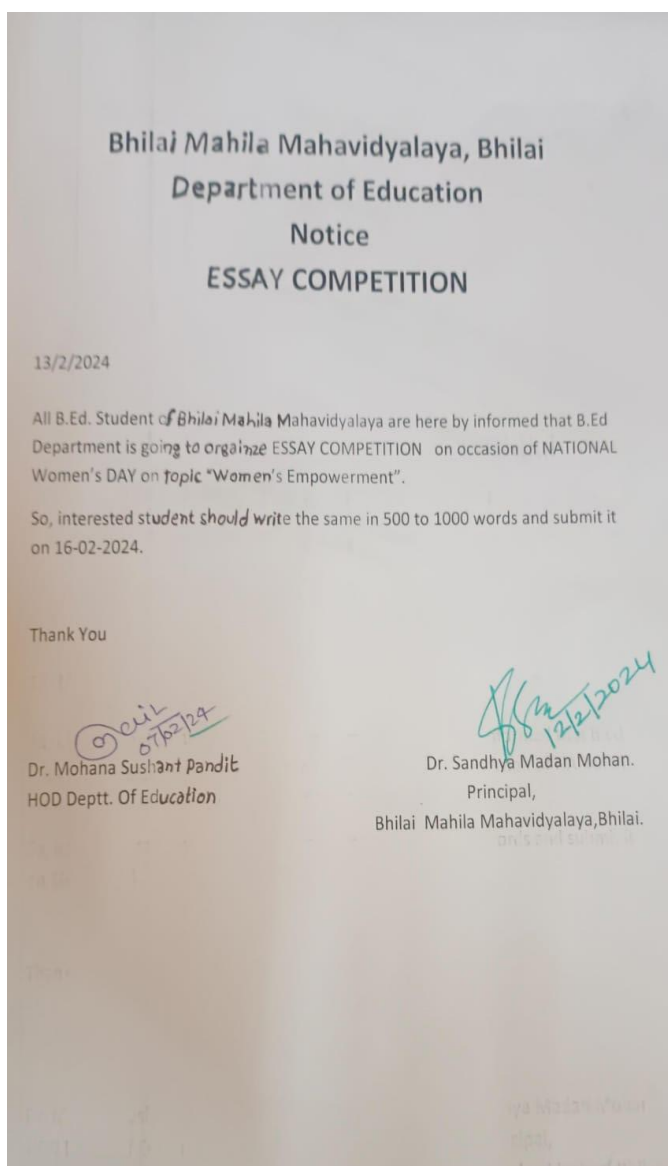 Bhilai Mahila Mahavidyalaya, Bhilai
Department of Education
Notice
ESSAY COMPETITION
13/2/2024
All B.Ed. Student of Bhilai Mahila Mahavidyalaya are here by informed that B.Ed
Department is going to orgainze ESSAY COMPETITION on occasion of NATIONAL
Women's DAY on topic "Women's Empowerment".
So, interested student should write the same in 500 to 1000 words and submit it
on 16-02-2024.
Thank You
07/02/24
12/2/2024
Dr. Mohana Sushant Pandit
HOD Deptt. Of Education
Dr. Sandhya Madan Mohan.
Principal,
Bhilai Mahila Mahavidyalaya,Bhilai.